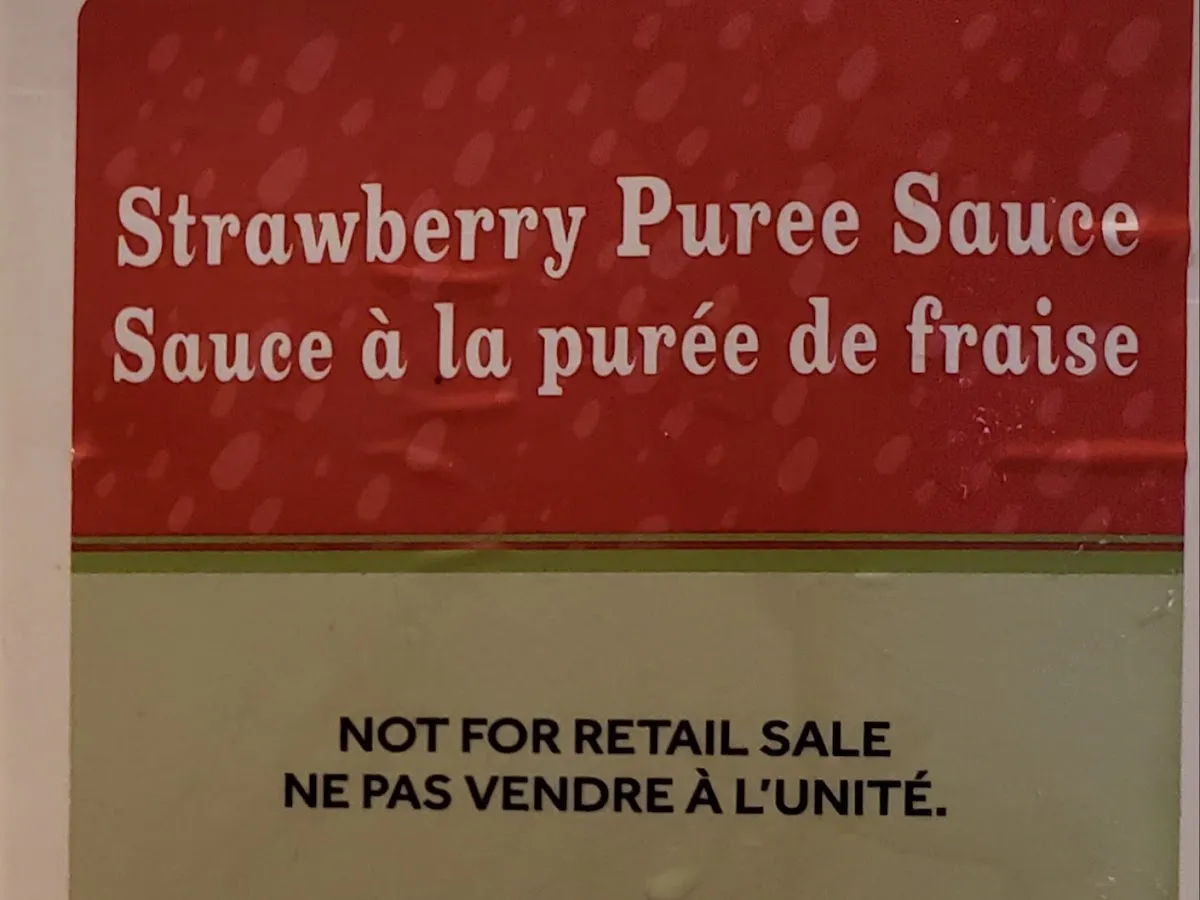 Strawberry Puree Sauce
Sauce à la purée de fraise
NOT FOR RETAIL SALE
NE PAS VENDRE À L'UNITÉ.